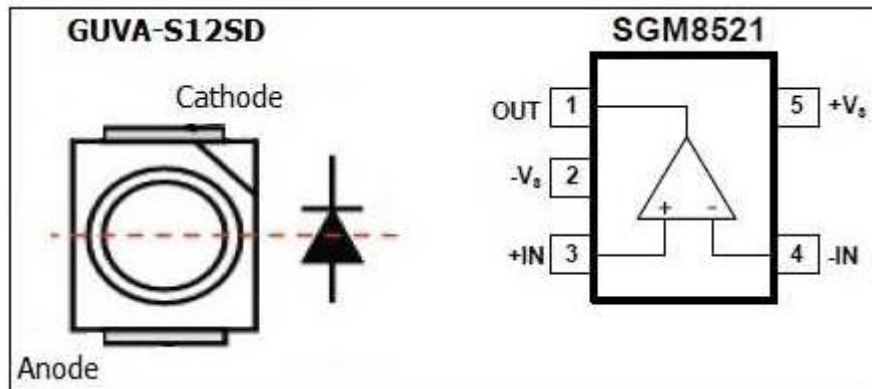 GUVA-S12SD
Cathode
Anode
SGM8521
OUT 1
5 +Vs
-Vs 2
+ -
+IN 3
4 -IN